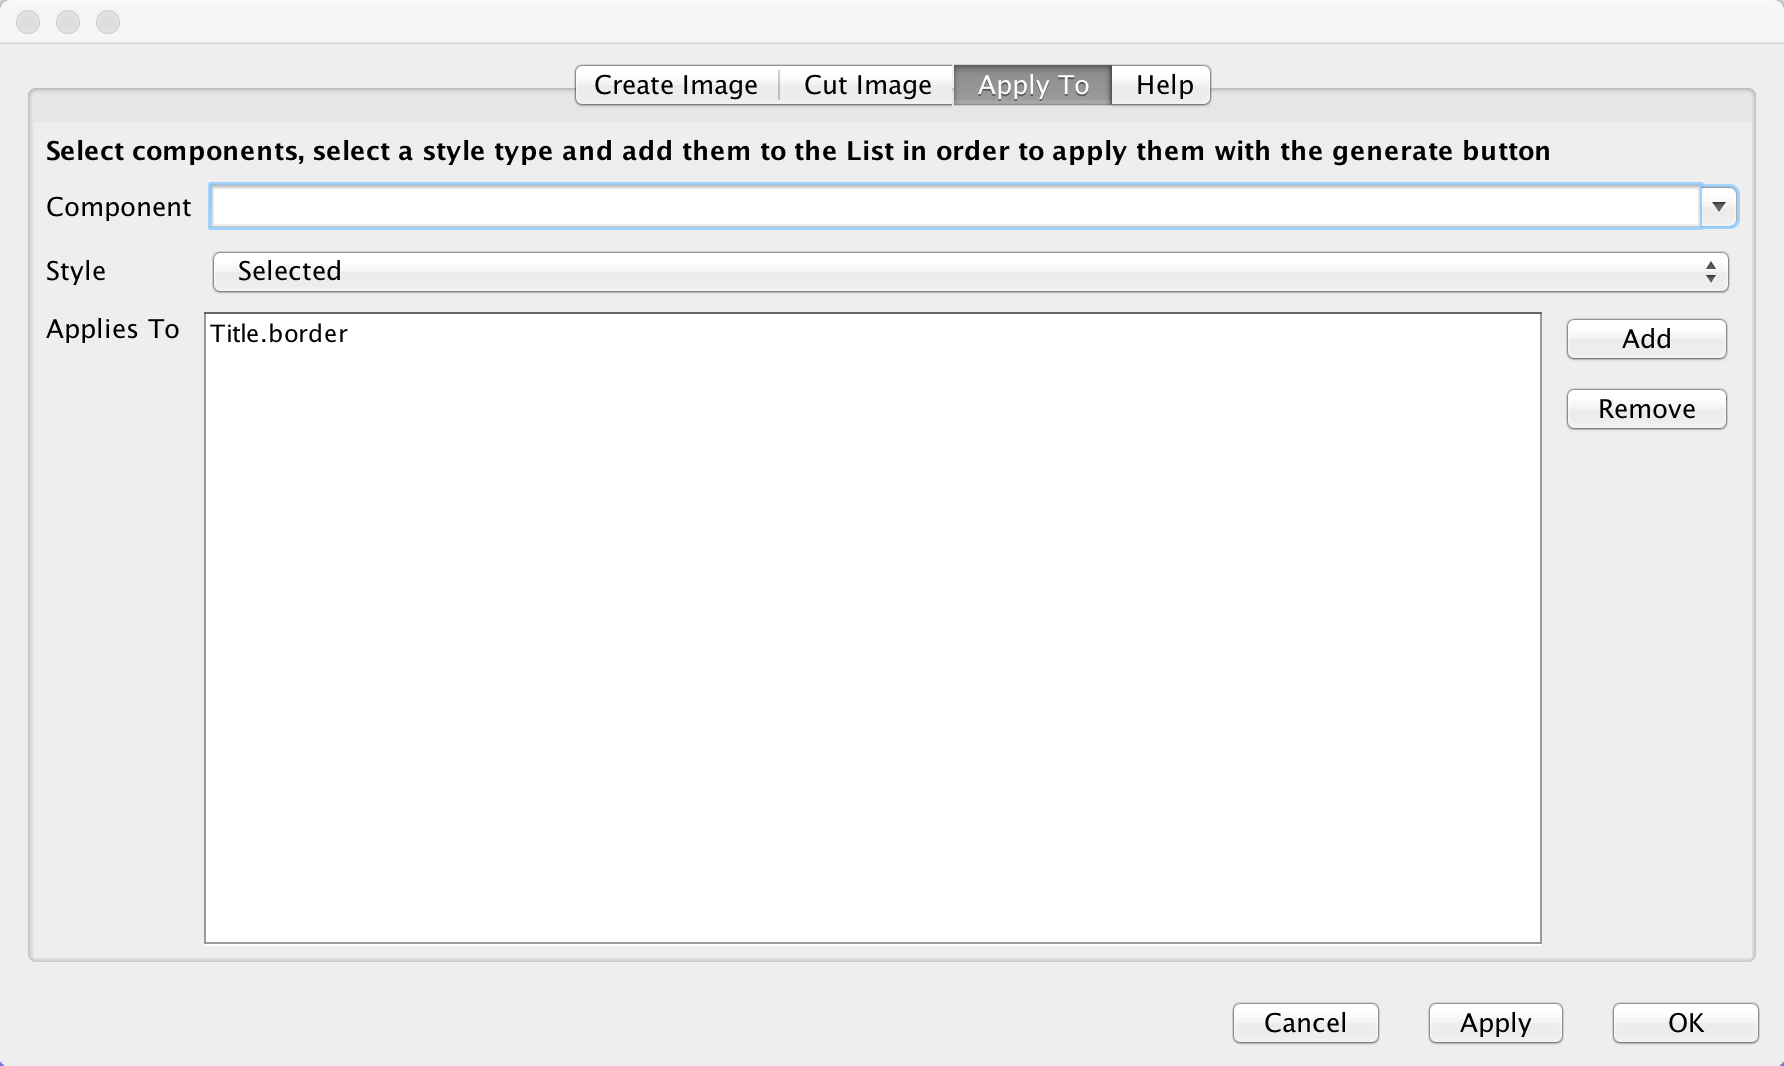 Create Image Cut Image Apply To Help
Select components, select a style type and add them to the List in order to apply them with the generate button
Component
Style Selected
Applies To Title.border Add
Remove
Cancel Apply OK